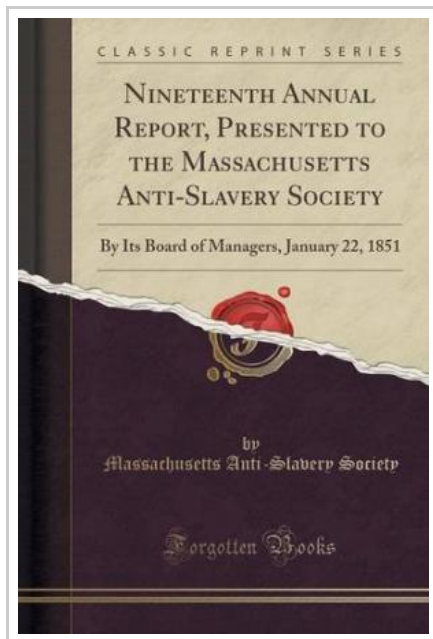 CLASSIC REPRINT SERIES
NINETEENTH ANNUAL
REPORT, PRESENTED TO
THE MASSACHUSETTS
ANTI-SLAVERY SOCIETY
By Its Board of Managers, January 22, 1851
by
Massachusetts Anti-Slavery Society
Forgotten Books